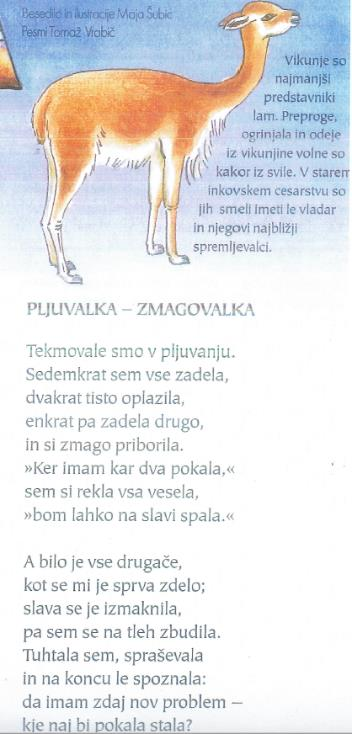 Besedilo in ilustracije Maja Šubic
Pesmi Tomaž Vrabič
Vikunje so
najmanjši
predstavniki
lam. Preproge,
ogrinjala in odeje
iz vikunjine volne so
kakor iz svile. V starem
inkovskem cesarstvu so
jih smeli imeti le vladar
in njegovi najbližji
spremljevalci.
PLJUVALKA – ZMAGOVALKA
Tekmovale smo v pljuvanju.
Sedemkrat sem vse zadela,
dvakrat tisto oplazila,
enkrat pa zadela drugo,
in si zmago priborila.
»Ker imam kar dva pokala,«
sem si rekla vsa vesela,
»bom lahko na slavi spala.«
A bilo je vse drugače,
kot se mi je sprva zdelo;
slava se je izmaknila,
pa sem se na tleh zbudila.
Tuhtala sem, spraševala
in na koncu le spoznala:
da imam zdaj nov problem –
kje naj bi pokala stala?